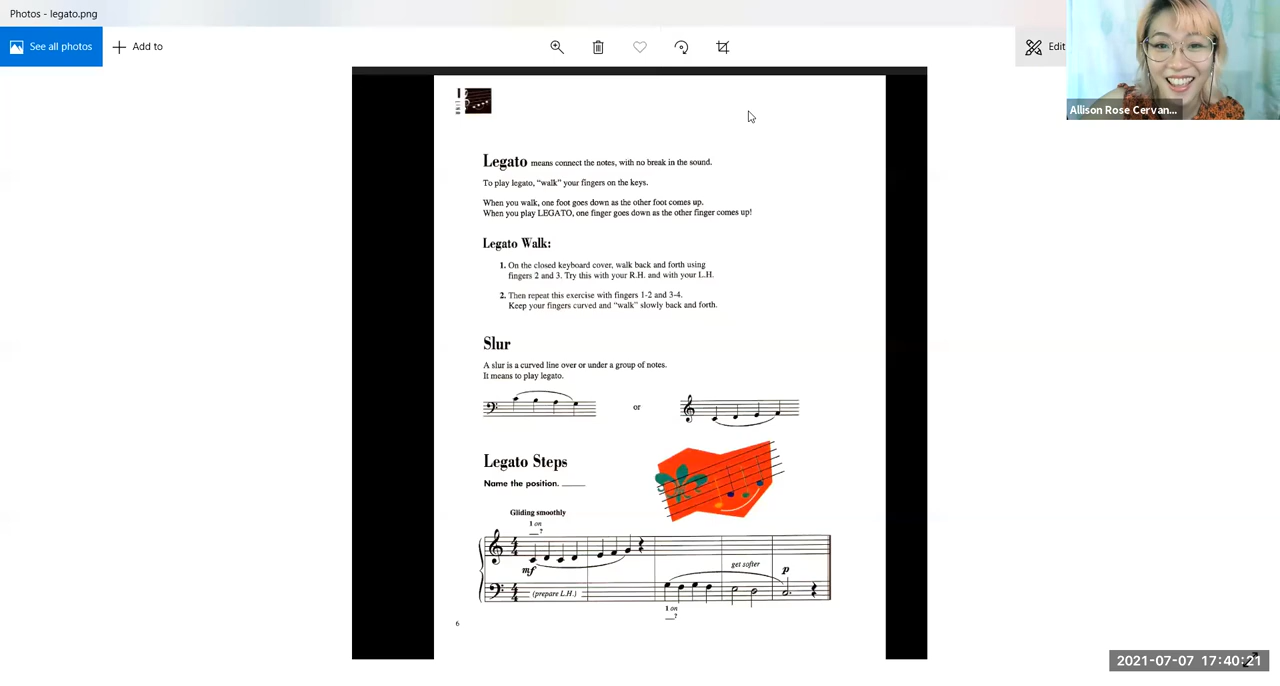 Photos - legato.png
See all photos
Add to
Edit
Allison Rose Cervan...
Legato means connect the notes, with no break in the sound.
To play legato, “walk” your fingers on the keys.
When you walk, one foot goes down as the other foot comes up.
When you play LEGATO, one finger goes down as the other finger comes up!
Legato Walk:
1. On the closed keyboard cover, walk back and forth using
fingers 2 and 3. Try this with your R.H. and with your L.H.
2. Then repeat this exercise with fingers 1-2 and 3-4.
Keep your fingers curved and “walk” slowly back and forth.
Slur
A slur is a curved line over or under a group of notes.
It means to play legato.
or
Legato Steps
Name the position. _____
Gliding smoothly
1 on
__?
mf
get softer
p
(prepare L.H.)
1 on
__?
6
2021-07-07 17:40:21